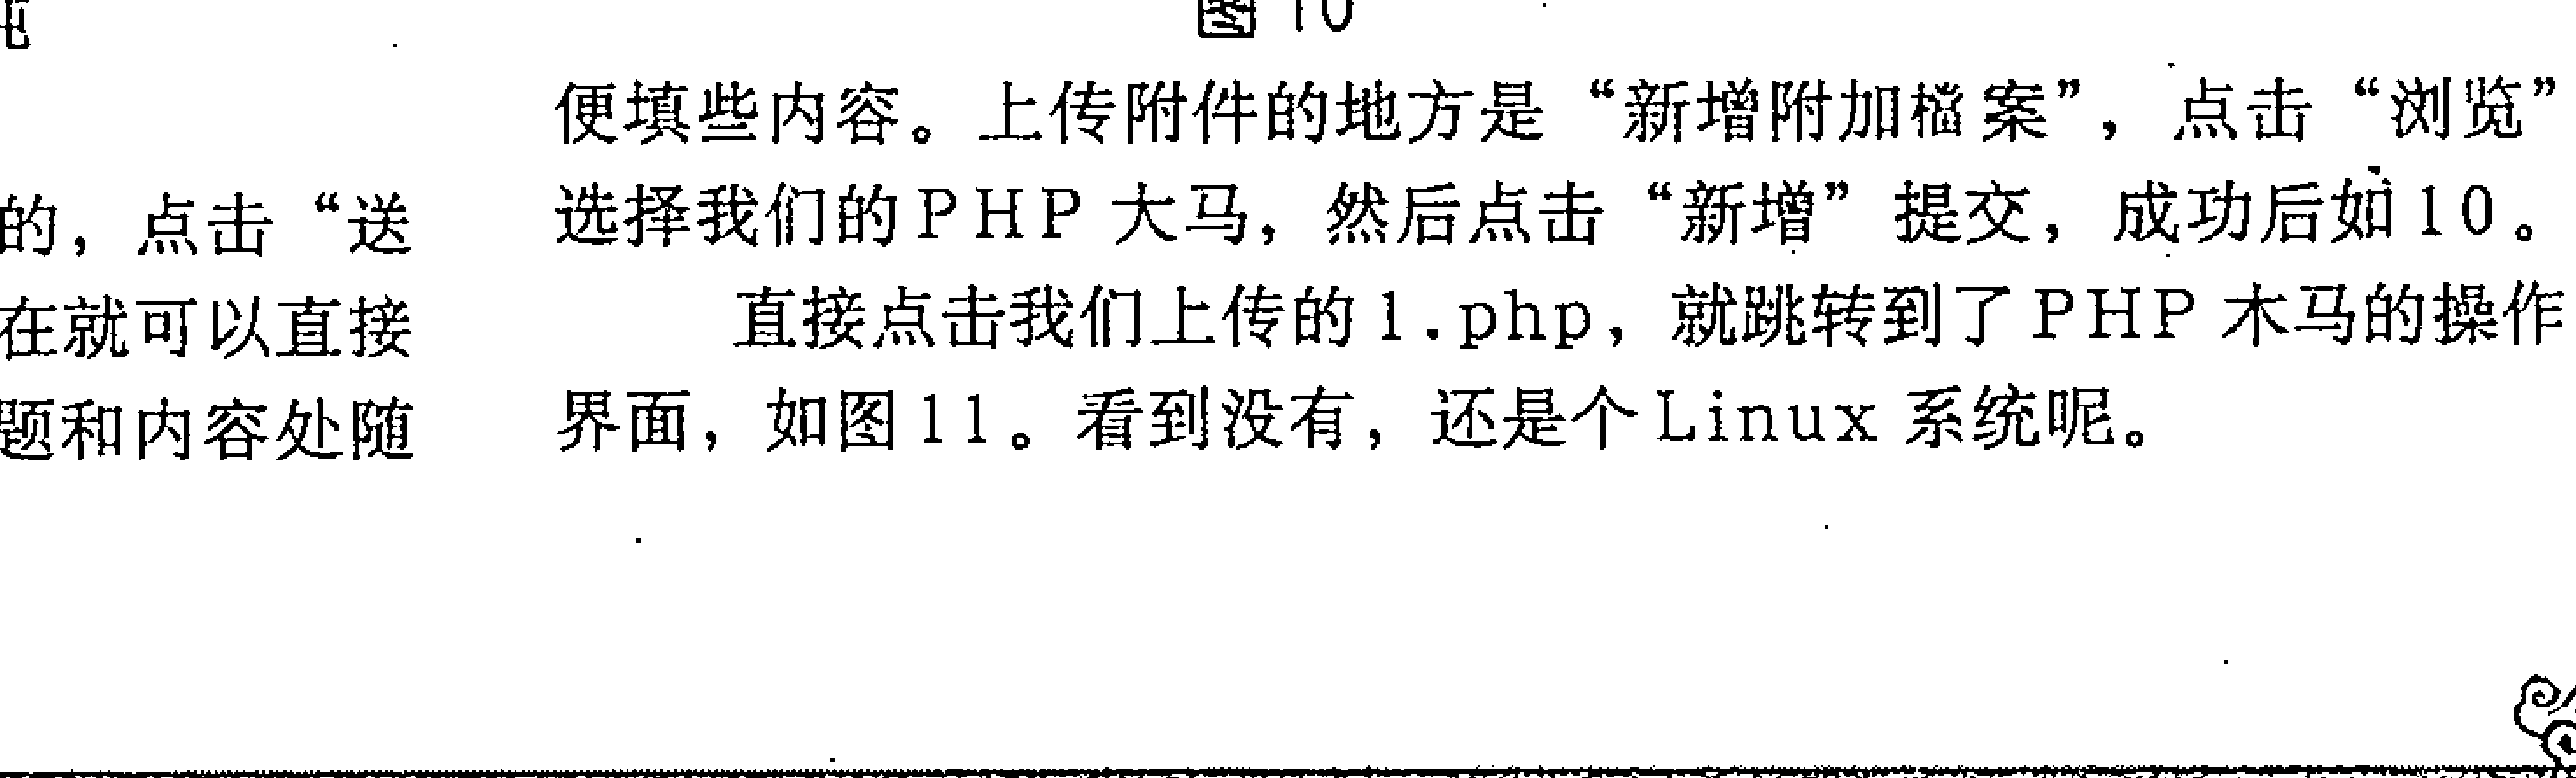 的，点击“送
在就可以直接
题和内容处随
图 10
便填些内容。上传附件的地方是“新增附加檔案”，点击“浏览”
选择我们的PHP大马，然后点击“新增”提交，成功后如10。
直接点击我们上传的1.php，就跳转到了PHP木马的操作
界面，如图11。看到没有，还是个Linux系统呢。